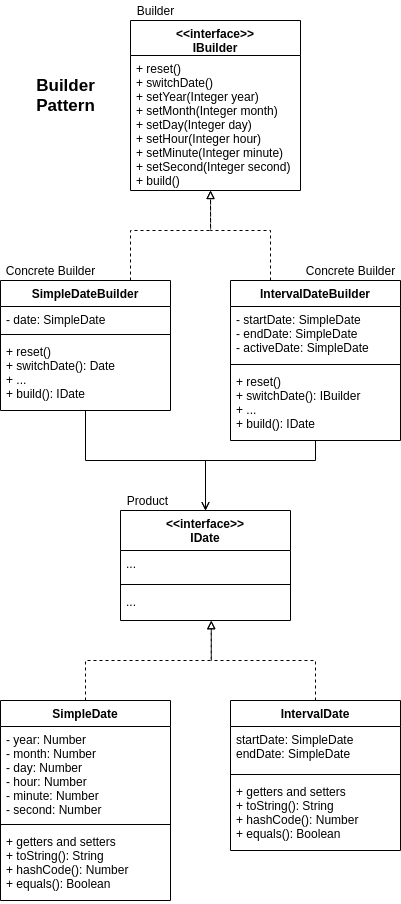 Builder
<<interface>>
IBuilder
Builder
Pattern
+ reset()
+ switchDate()
+ setYear(Integer year)
+ setMonth(Integer month)
+ setDay(Integer day)
+ setHour(Integer hour)
+ setMinute(Integer minute)
+ setSecond(Integer second)
+ build()
Concrete Builder
SimpleDateBuilder
- date: SimpleDate
+ reset()
+ switchDate(): Date
+ ...
+ build(): IDate
Concrete Builder
IntervalDateBuilder
- startDate: SimpleDate
- endDate: SimpleDate
- activeDate: SimpleDate
+ reset()
+ switchDate(): IBuilder
+ ...
+ build(): IDate
Product
<<interface>>
IDate
...
...
SimpleDate
- year: Number
- month: Number
- day: Number
- hour: Number
- minute: Number
- second: Number
+ getters and setters
+ toString(): String
+ hashCode(): Number
+ equals(): Boolean
IntervalDate
startDate: SimpleDate
endDate: SimpleDate
+ getters and setters
+ toString(): String
+ hashCode(): Number
+ equals(): Boolean